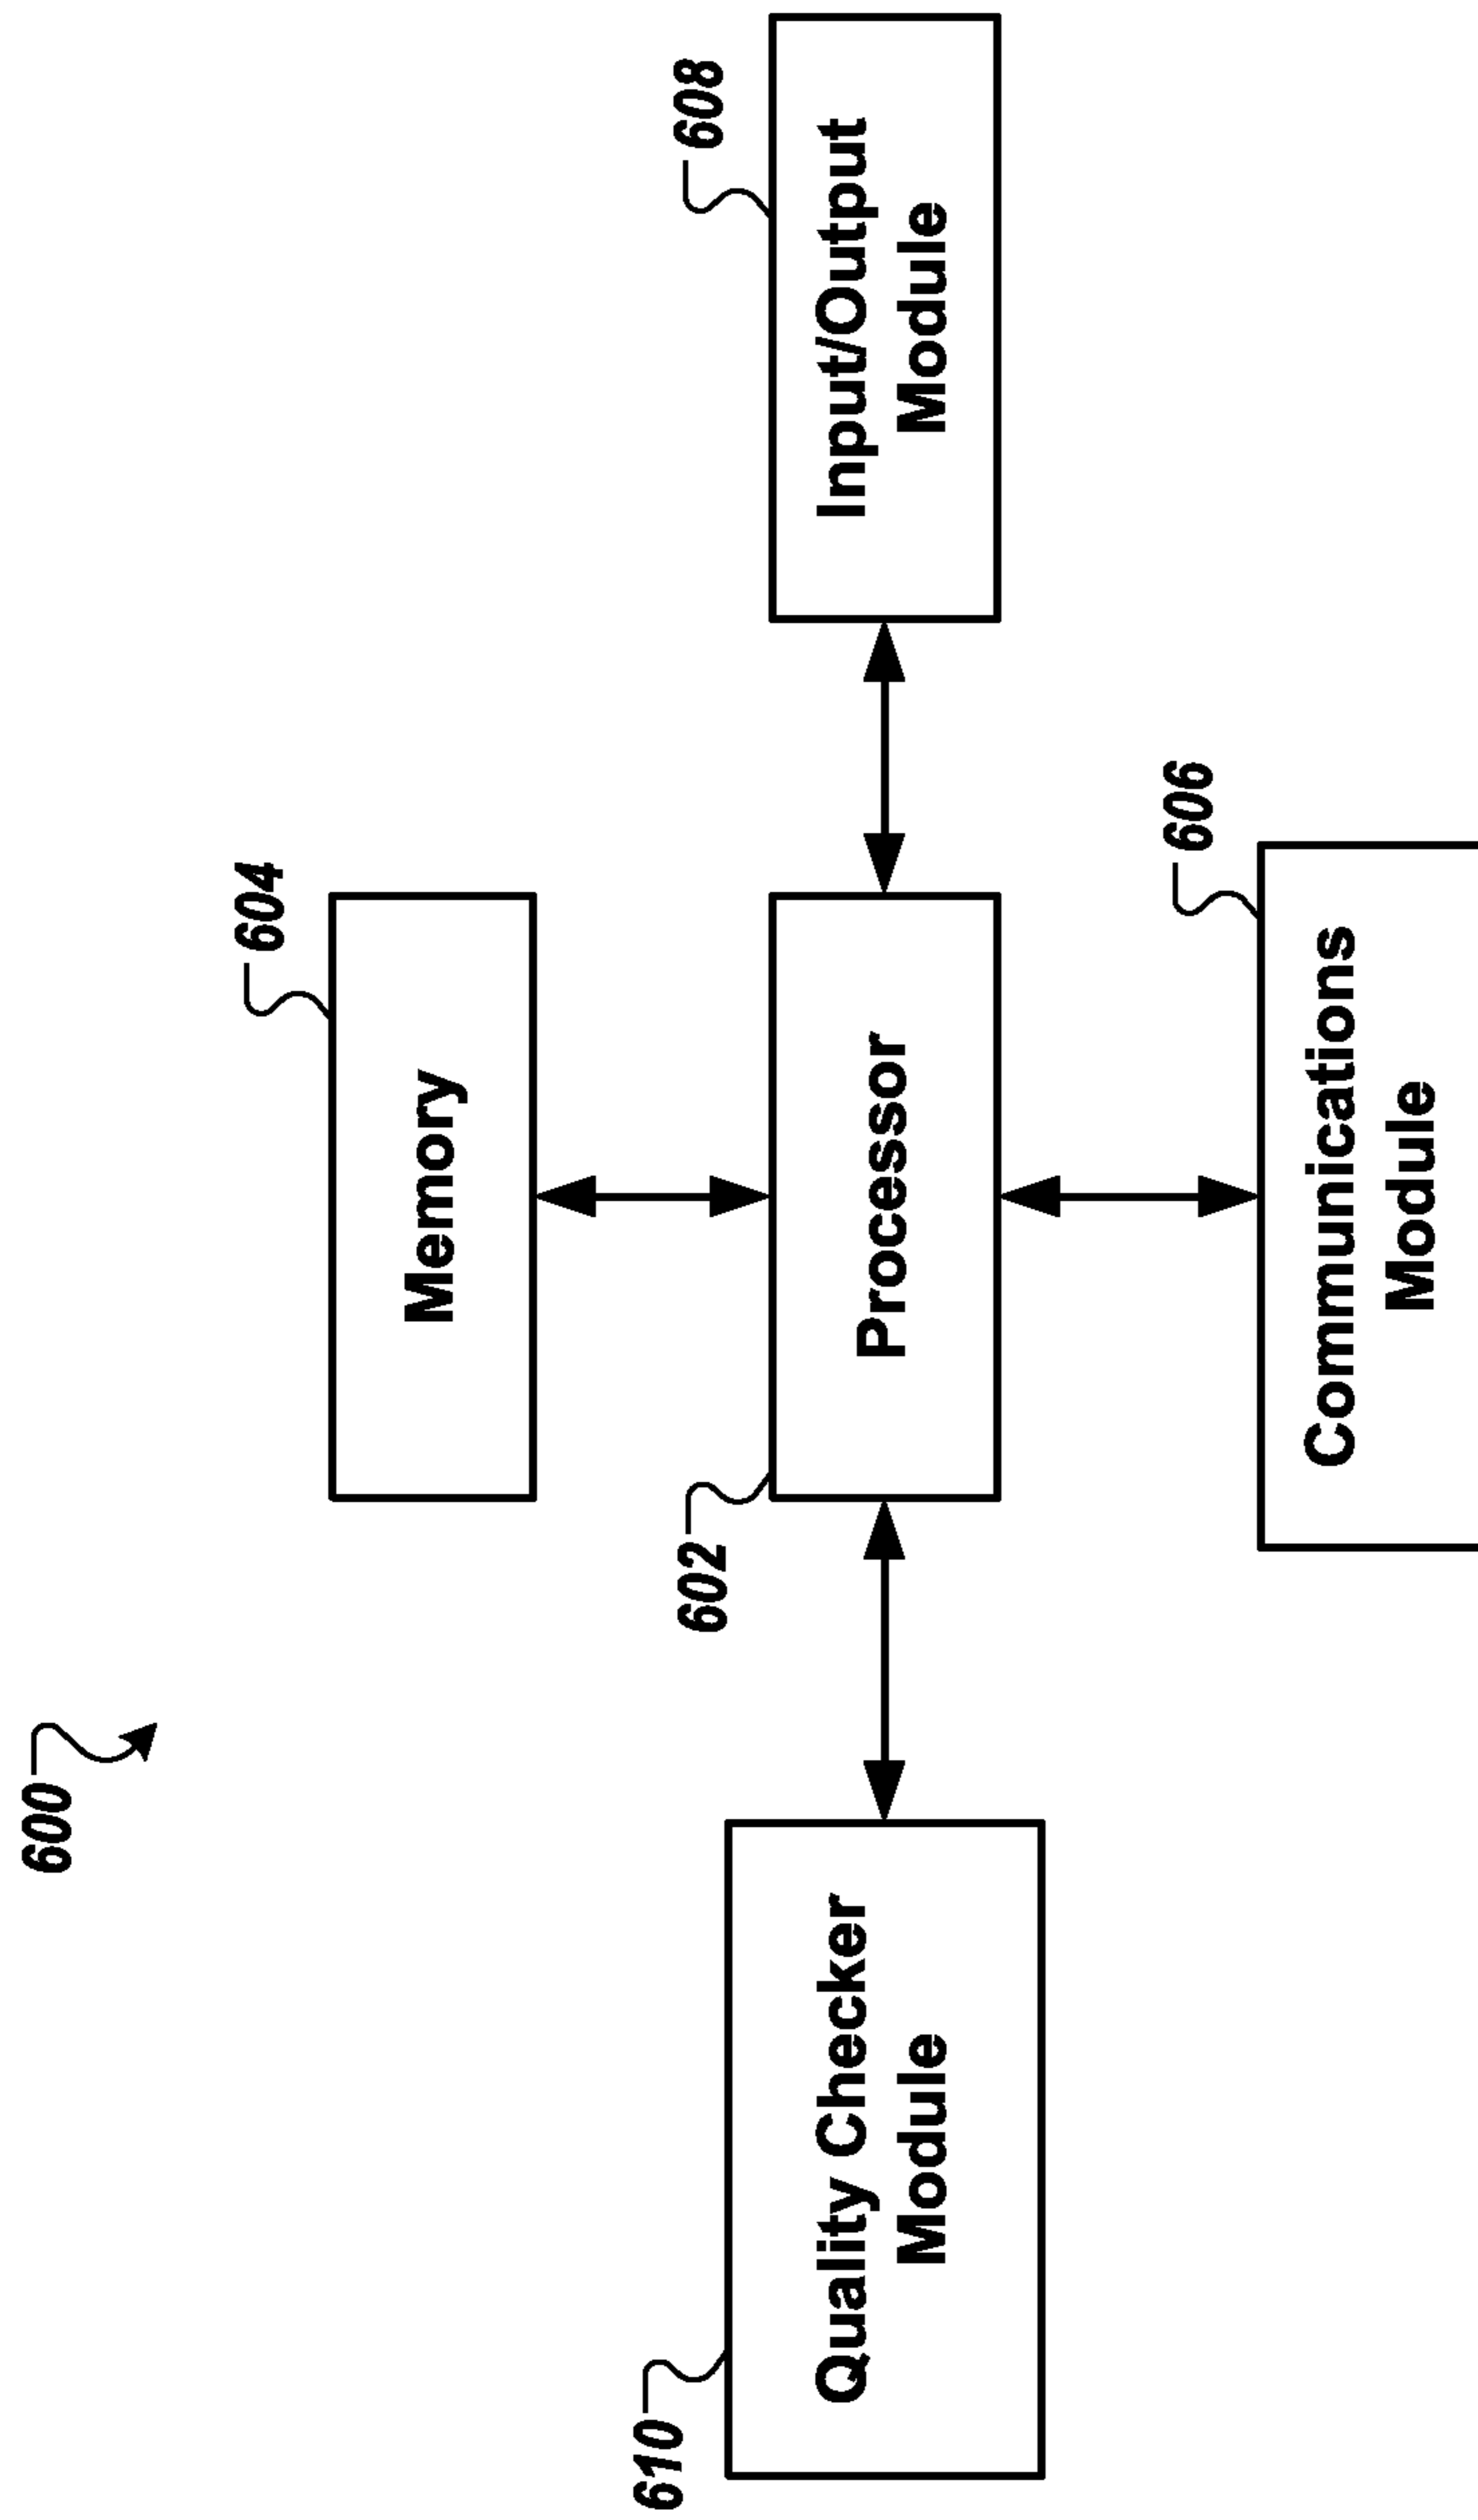 600
604
Memory
602
608
Quality Checker
Module
Processor
Input/Output
Module
610
606
Communications
Module